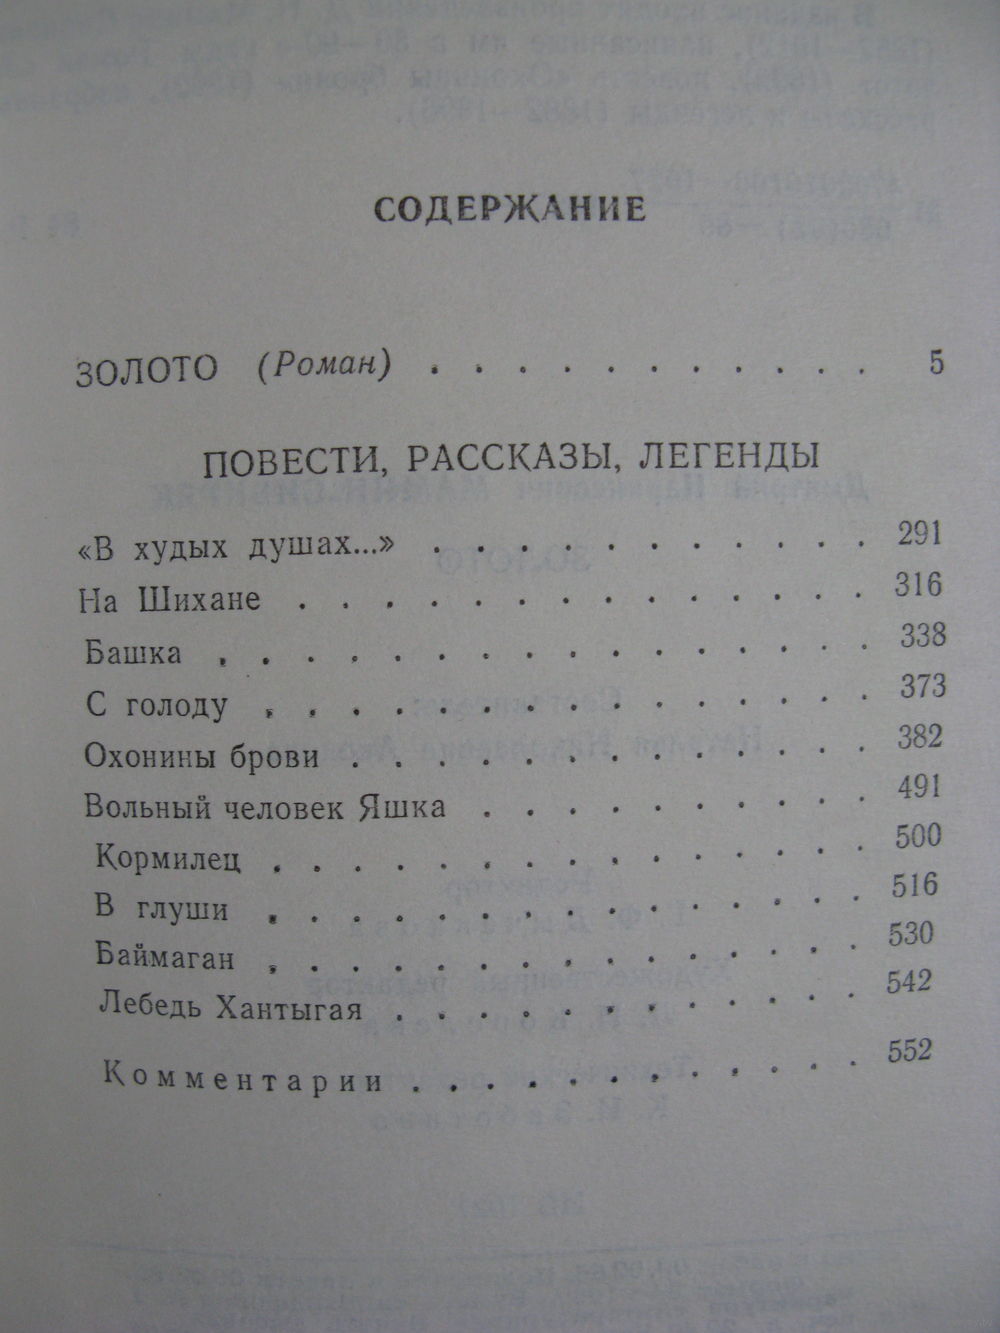 СОДЕРЖАНИЕ
ЗОЛОТО (Роман) . . . . . . . . . . . 5
ПОВЕСТИ, РАССКАЗЫ, ЛЕГЕНДЫ
«В худых душах...» . . . . . . . . . . . 291
На Шихане . . . . . . . . . . . . . . 316
Башка . . . . . . . . . . . . . . . . 338
С голоду . . . . . . . . . . . . . . . 373
Охонины брови . . . . . . . . . . . . . 382
Вольный человек Яшка . . . . . . . . . . 491
Кормилец . . . . . . . . . . . . . . . 500
В глуши . . . . . . . . . . . . . . . 516
Баймаган . . . . . . . . . . . . . . . 530
Лебедь Хантыгая . . . . . . . . . . . . 542
Комментарии . . . . . . . . . . . . 552